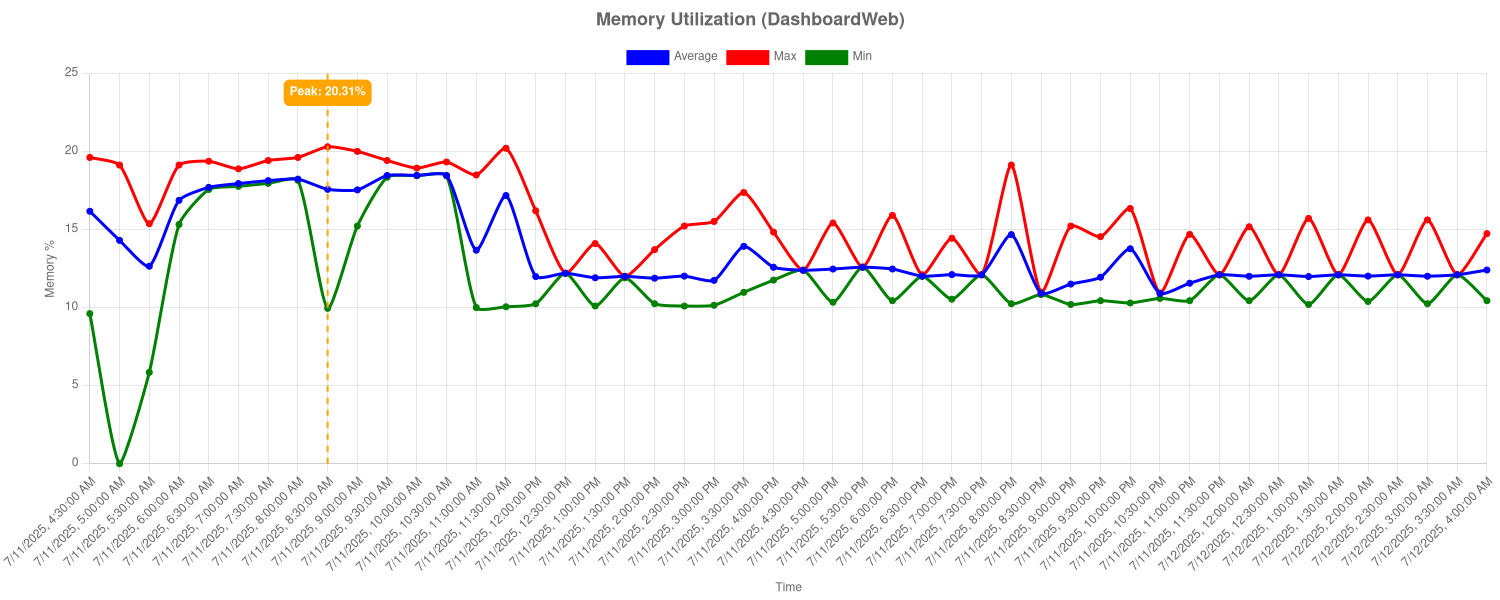 Memory Utilization (DashboardWeb)
Average Max Min
Peak: 20.31%
25
20
15
10
5
0
Memory %
7/11/2025, 4:30:00 AM
7/11/2025, 5:00:00 AM
7/11/2025, 5:30:00 AM
7/11/2025, 6:00:00 AM
7/11/2025, 6:30:00 AM
7/11/2025, 7:00:00 AM
7/11/2025, 7:30:00 AM
7/11/2025, 8:00:00 AM
7/11/2025, 8:30:00 AM
7/11/2025, 9:00:00 AM
7/11/2025, 9:30:00 AM
7/11/2025, 10:00:00 AM
7/11/2025, 10:30:00 AM
7/11/2025, 11:00:00 AM
7/11/2025, 11:30:00 AM
7/11/2025, 12:00:00 PM
7/11/2025, 12:30:00 PM
7/11/2025, 1:00:00 PM
7/11/2025, 1:30:00 PM
7/11/2025, 2:00:00 PM
7/11/2025, 2:30:00 PM
7/11/2025, 3:00:00 PM
7/11/2025, 3:30:00 PM
7/11/2025, 4:00:00 PM
7/11/2025, 4:30:00 PM
7/11/2025, 5:00:00 PM
7/11/2025, 5:30:00 PM
7/11/2025, 6:00:00 PM
7/11/2025, 6:30:00 PM
7/11/2025, 7:00:00 PM
7/11/2025, 7:30:00 PM
7/11/2025, 8:00:00 PM
7/11/2025, 8:30:00 PM
7/11/2025, 9:00:00 PM
7/11/2025, 9:30:00 PM
7/11/2025, 10:00:00 PM
7/11/2025, 10:30:00 PM
7/11/2025, 11:00:00 PM
7/11/2025, 11:30:00 PM
7/12/2025, 12:00:00 AM
7/12/2025, 12:30:00 AM
7/12/2025, 1:00:00 AM
7/12/2025, 1:30:00 AM
7/12/2025, 2:00:00 AM
7/12/2025, 2:30:00 AM
7/12/2025, 3:00:00 AM
7/12/2025, 3:30:00 AM
7/12/2025, 4:00:00 AM
Time